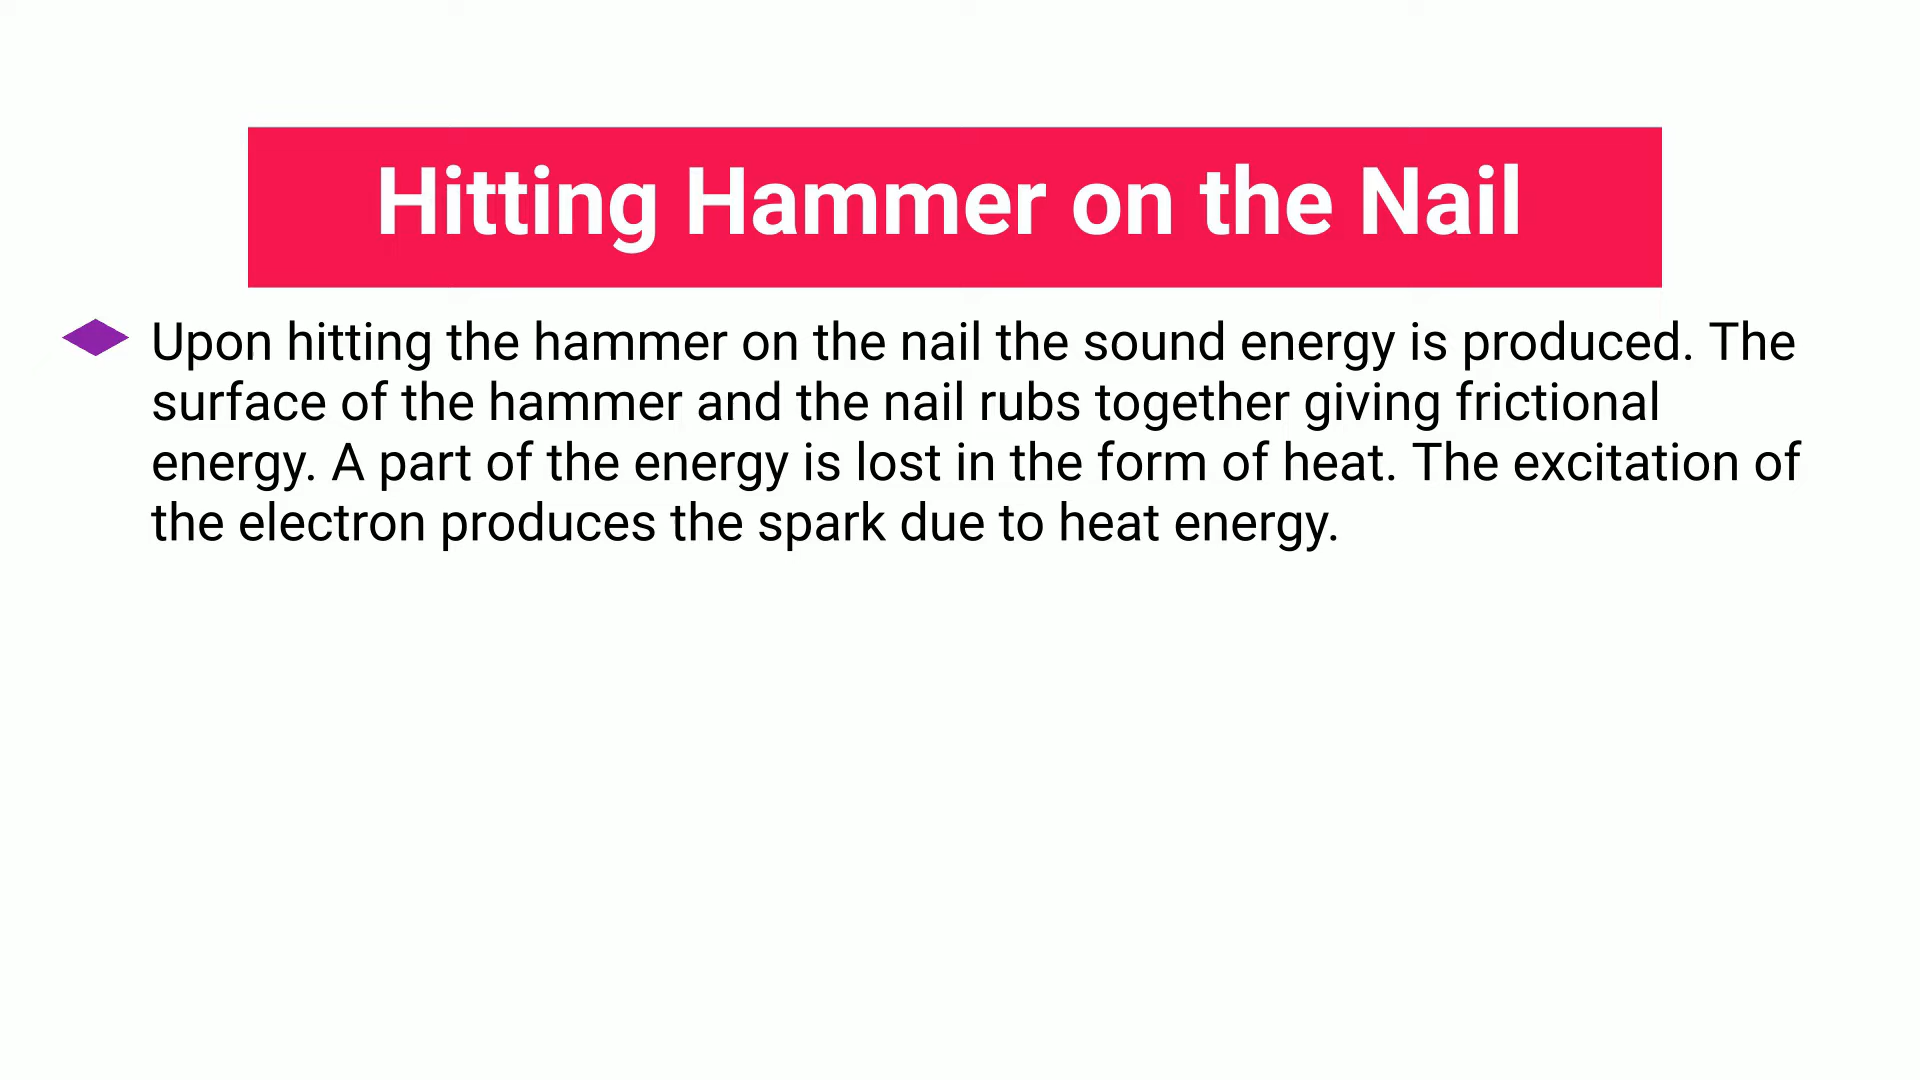 Hitting Hammer on the Nail
Upon hitting the hammer on the nail the sound energy is produced. The
surface of the hammer and the nail rubs together giving frictional
energy. A part of the energy is lost in the form of heat. The excitation of
the electron produces the spark due to heat energy.